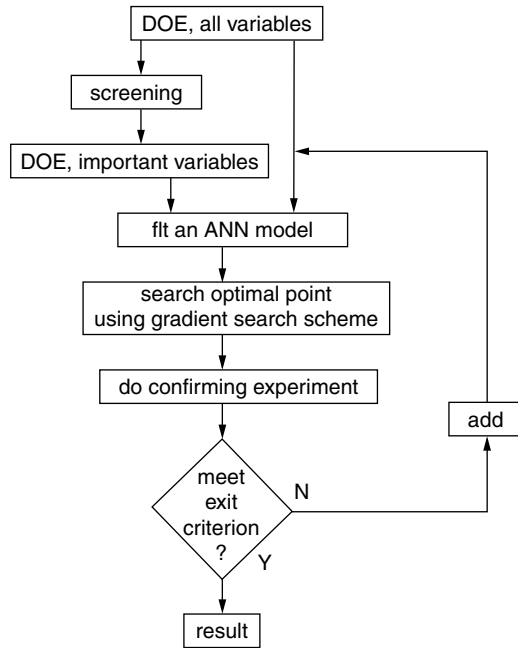 DOE, all variables
screening
DOE, important variables
flt an ANN model
search optimal point
using gradient search scheme
do confirming experiment
add
meet
exit
criterion
?
N
Y
result